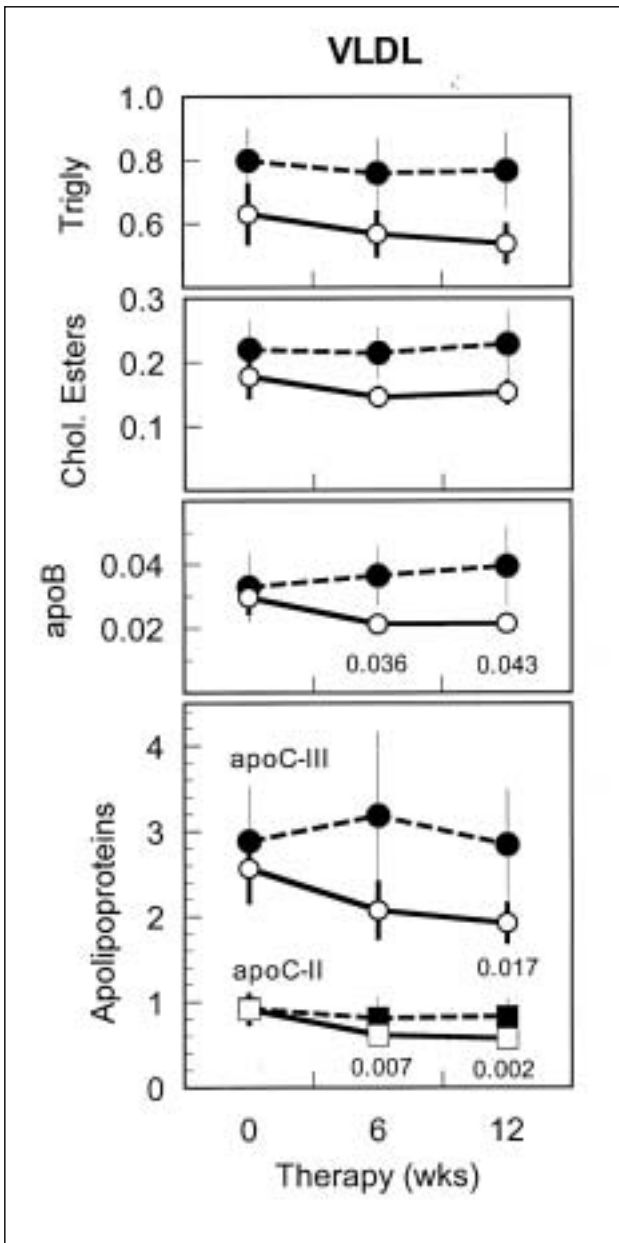 VLDL
1.0
0.8
0.6
Trigly
0.3
0.2
0.1
Chol. Esters
0.04
0.02
apoB
0.036 0.043
4
3
2
1
0
Apolipoproteins
apoC-III
0.017
apoC-II
0.007 0.002
0 6 12
Therapy (wks)